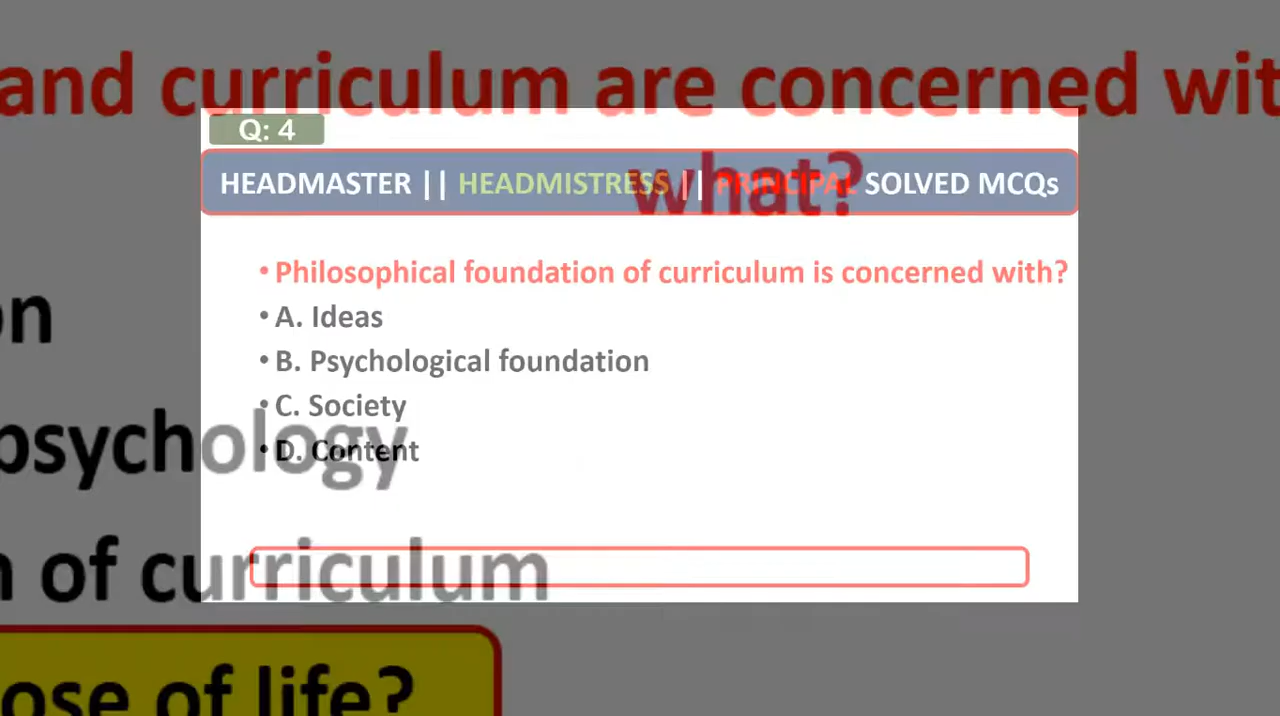 and curriculum are concerned wit
Q: 4
what?
HEADMASTER || HEADMISTRESS || PRINCIPAL SOLVED MCQs
• Philosophical foundation of curriculum is concerned with?
• A. Ideas
on
• B. Psychological foundation
• C. Society
psychology
• D. Content
of curriculum
ose of life?